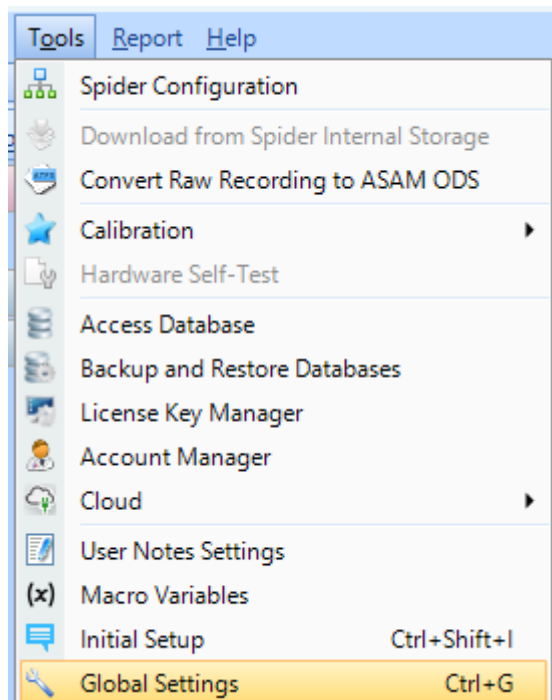 Tools Report Help
Spider Configuration
Download from Spider Internal Storage
Convert Raw Recording to ASAM ODS
Calibration
Hardware Self-Test
Access Database
Backup and Restore Databases
License Key Manager
Account Manager
Cloud
User Notes Settings
(x) Macro Variables
Initial Setup Ctrl+Shift+I
Global Settings Ctrl+G